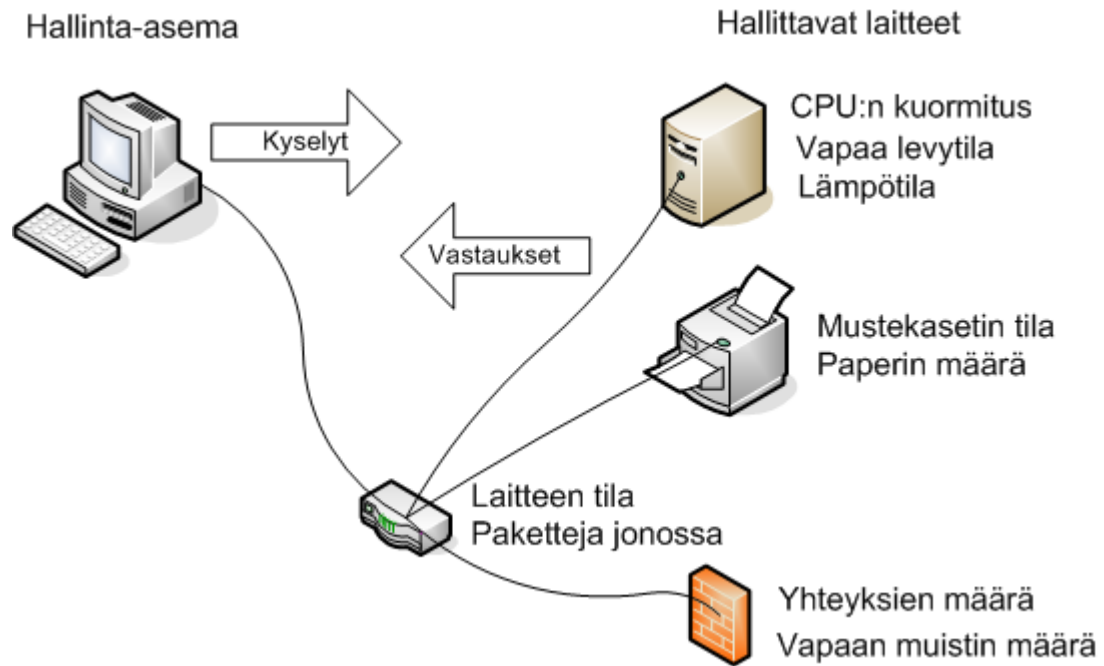 Hallinta-asema
Hallittavat laitteet
Kyselyt
CPU:n kuormitus
Vapaa levytila
Lämpötila
Vastaukset
Mustekasetin tila
Paperin määrä
Laitteen tila
Paketteja jonossa
Yhteyksien määrä
Vapaan muistin määrä